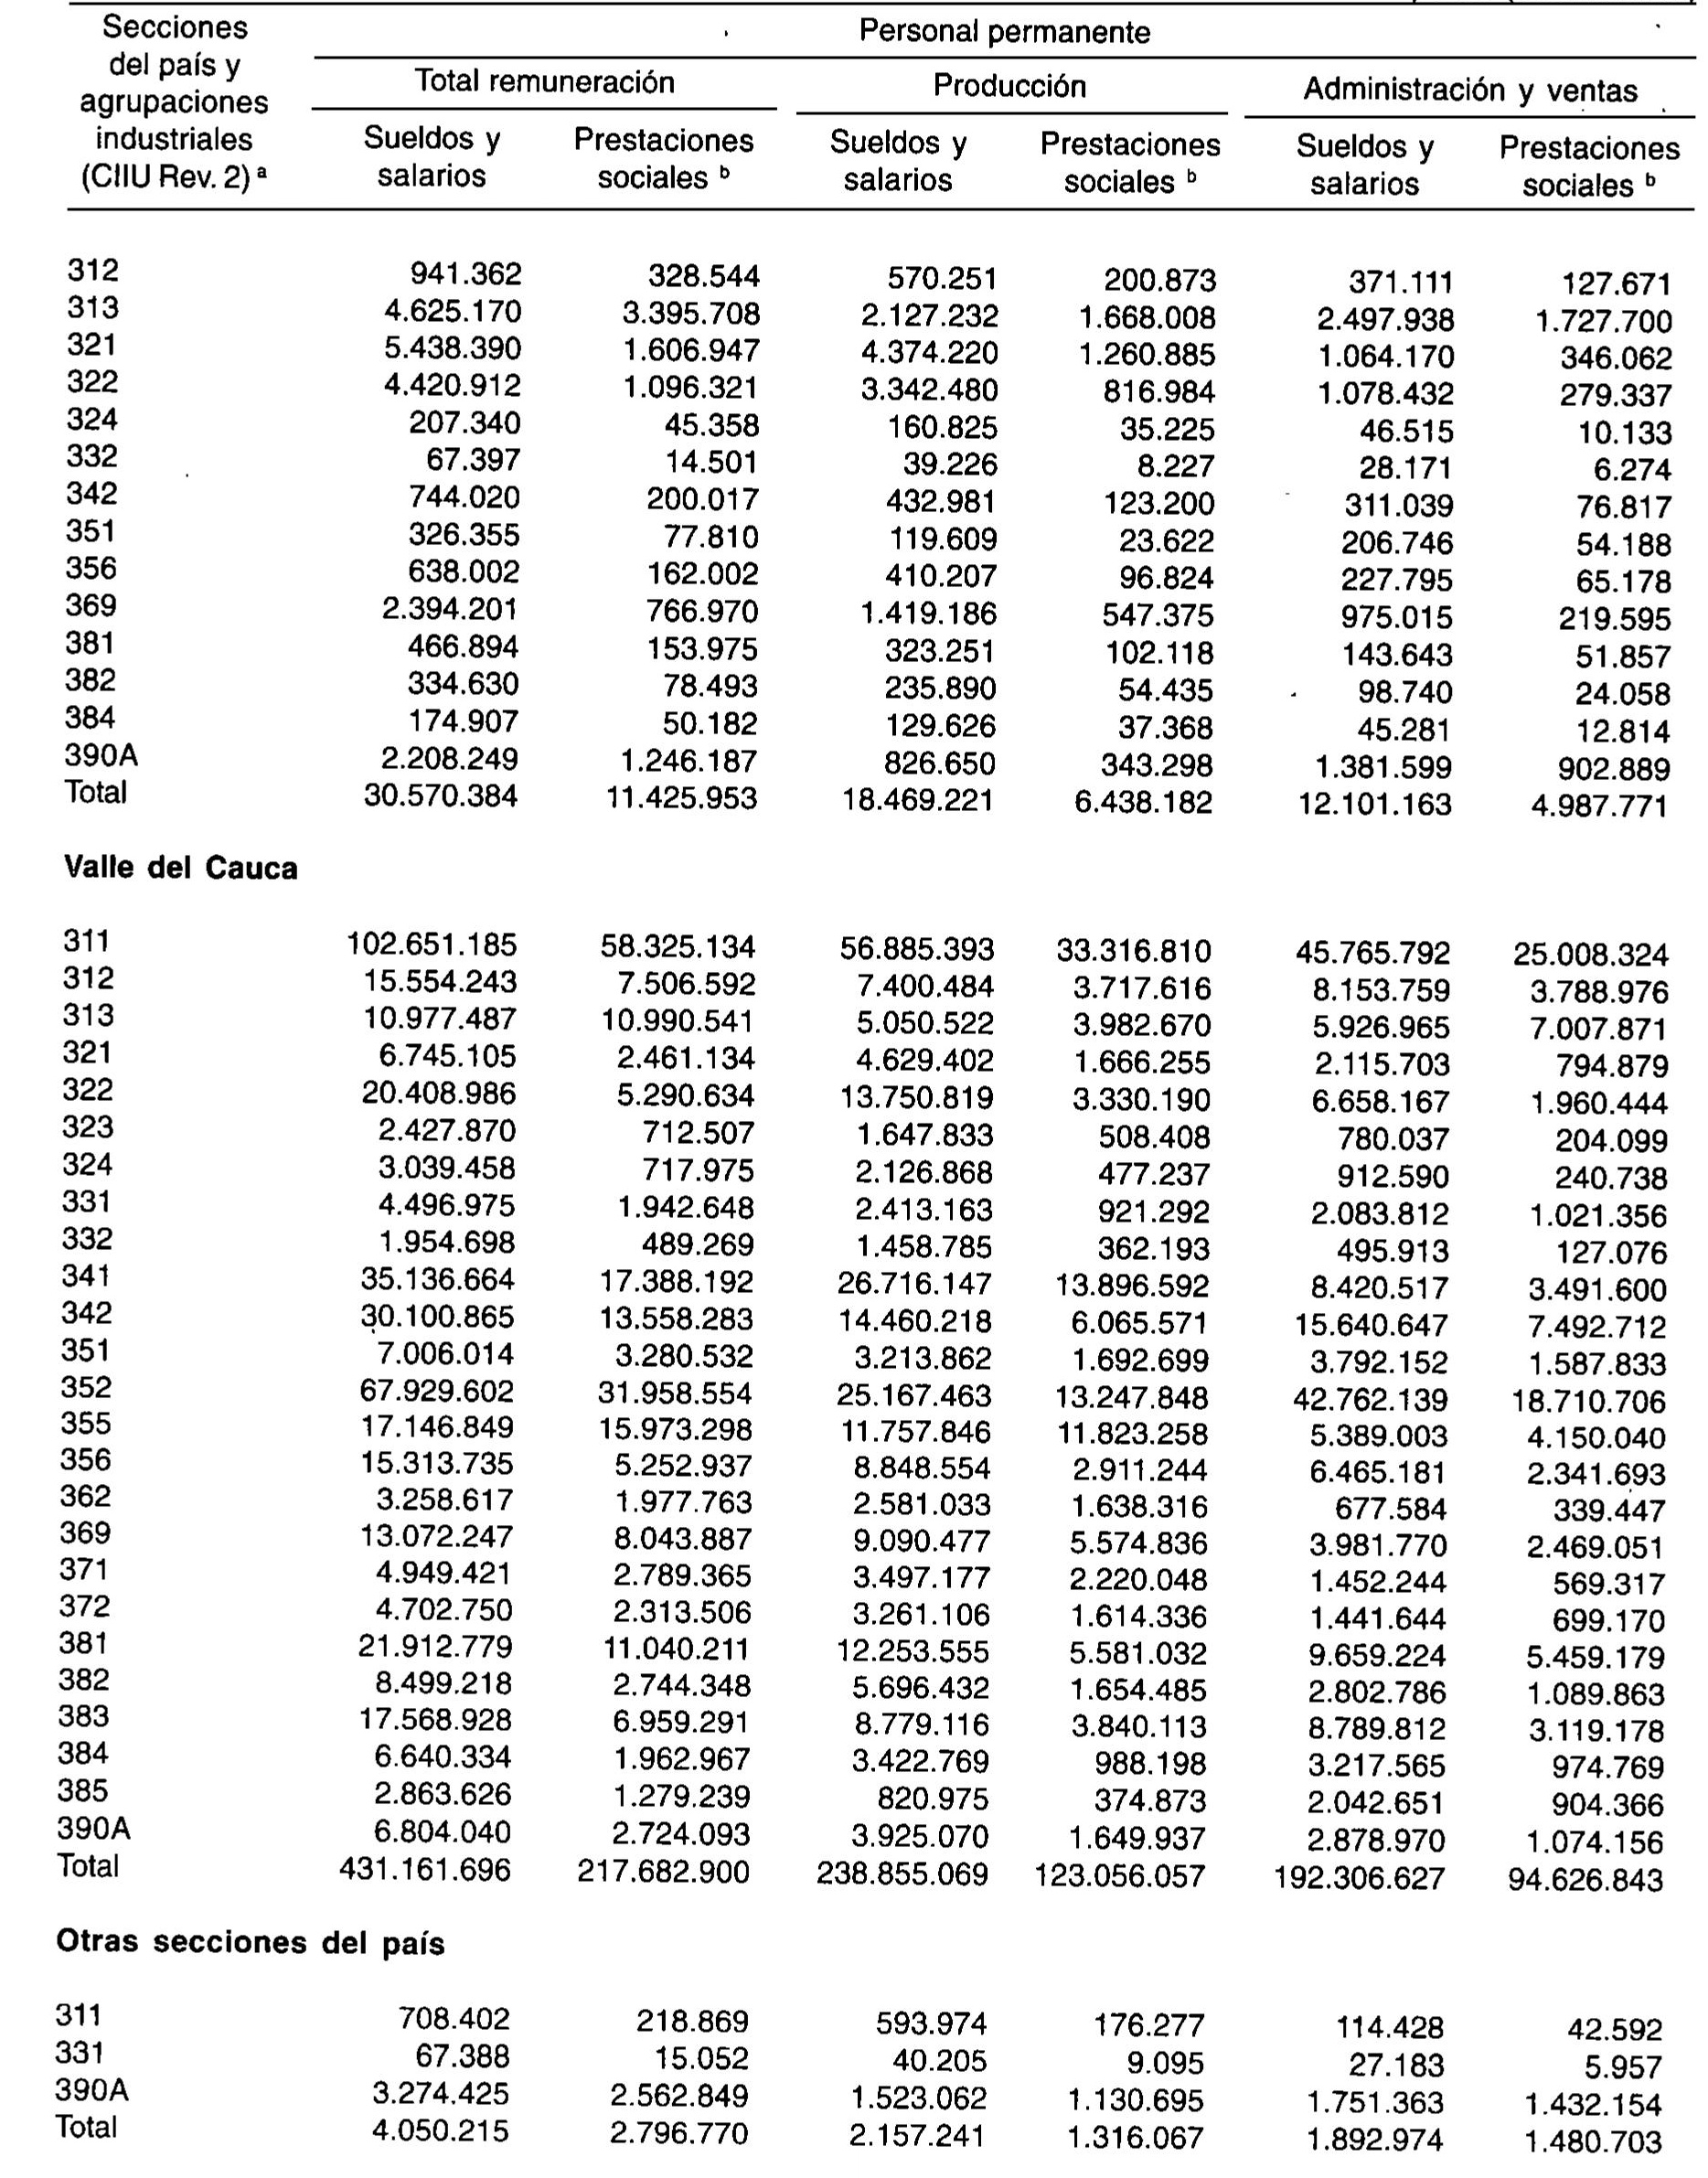 Secciones
del país y
agrupaciones
industriales
(CIIU Rev. 2) a
Personal permanente
Total remuneración Producción Administración y ventas
Sueldos y salarios Prestaciones sociales b Sueldos y salarios Prestaciones sociales b Sueldos y salarios Prestaciones sociales b
312 941.362 328.544 570.251 200.873 371.111 127.671
313 4.625.170 3.395.708 2.127.232 1.668.008 2.497.938 1.727.700
321 5.438.390 1.606.947 4.374.220 1.260.885 1.064.170 346.062
322 4.420.912 1.096.321 3.342.480 816.984 1.078.432 279.337
324 207.340 45.358 160.825 35.225 46.515 10.133
332 67.397 14.501 39.226 8.227 28.171 6.274
342 744.020 200.017 432.981 123.200 311.039 76.817
351 326.355 77.810 119.609 23.622 206.746 54.188
356 638.002 162.002 410.207 96.824 227.795 65.178
369 2.394.201 766.970 1.419.186 547.375 975.015 219.595
381 466.894 153.975 323.251 102.118 143.643 51.857
382 334.630 78.493 235.890 54.435 98.740 24.058
384 174.907 50.182 129.626 37.368 45.281 12.814
390A 2.208.249 1.246.187 826.650 343.298 1.381.599 902.889
Total 30.570.384 11.425.953 18.469.221 6.438.182 12.101.163 4.987.771
Valle del Cauca
311 102.651.185 58.325.134 56.885.393 33.316.810 45.765.792 25.008.324
312 15.554.243 7.506.592 7.400.484 3.717.616 8.153.759 3.788.976
313 10.977.487 10.990.541 5.050.522 3.982.670 5.926.965 7.007.871
321 6.745.105 2.461.134 4.629.402 1.666.255 2.115.703 794.879
322 20.408.986 5.290.634 13.750.819 3.330.190 6.658.167 1.960.444
323 2.427.870 712.507 1.647.833 508.408 780.037 204.099
324 3.039.458 717.975 2.126.868 477.237 912.590 240.738
331 4.496.975 1.942.648 2.413.163 921.292 2.083.812 1.021.356
332 1.954.698 489.269 1.458.785 362.193 495.913 127.076
341 35.136.664 17.388.192 26.716.147 13.896.592 8.420.517 3.491.600
342 30.100.865 13.558.283 14.460.218 6.065.571 15.640.647 7.492.712
351 7.006.014 3.280.532 3.213.862 1.692.699 3.792.152 1.587.833
352 67.929.602 31.958.554 25.167.463 13.247.848 42.762.139 18.710.706
355 17.146.849 15.973.298 11.757.846 11.823.258 5.389.003 4.150.040
356 15.313.735 5.252.937 8.848.554 2.911.244 6.465.181 2.341.693
362 3.258.617 1.977.763 2.581.033 1.638.316 677.584 339.447
369 13.072.247 8.043.887 9.090.477 5.574.836 3.981.770 2.469.051
371 4.949.421 2.789.365 3.497.177 2.220.048 1.452.244 569.317
372 4.702.750 2.313.506 3.261.106 1.614.336 1.441.644 699.170
381 21.912.779 11.040.211 12.253.555 5.581.032 9.659.224 5.459.179
382 8.499.218 2.744.348 5.696.432 1.654.485 2.802.786 1.089.863
383 17.568.928 6.959.291 8.779.116 3.840.113 8.789.812 3.119.178
384 6.640.334 1.962.967 3.422.769 988.198 3.217.565 974.769
385 2.863.626 1.279.239 820.975 374.873 2.042.651 904.366
390A 6.804.040 2.724.093 3.925.070 1.649.937 2.878.970 1.074.156
Total 431.161.696 217.682.900 238.855.069 123.056.057 192.306.627 94.626.843
Otras secciones del país
311 708.402 218.869 593.974 176.277 114.428 42.592
331 67.388 15.052 40.205 9.095 27.183 5.957
390A 3.274.425 2.562.849 1.523.062 1.130.695 1.751.363 1.432.154
Total 4.050.215 2.796.770 2.157.241 1.316.067 1.892.974 1.480.703